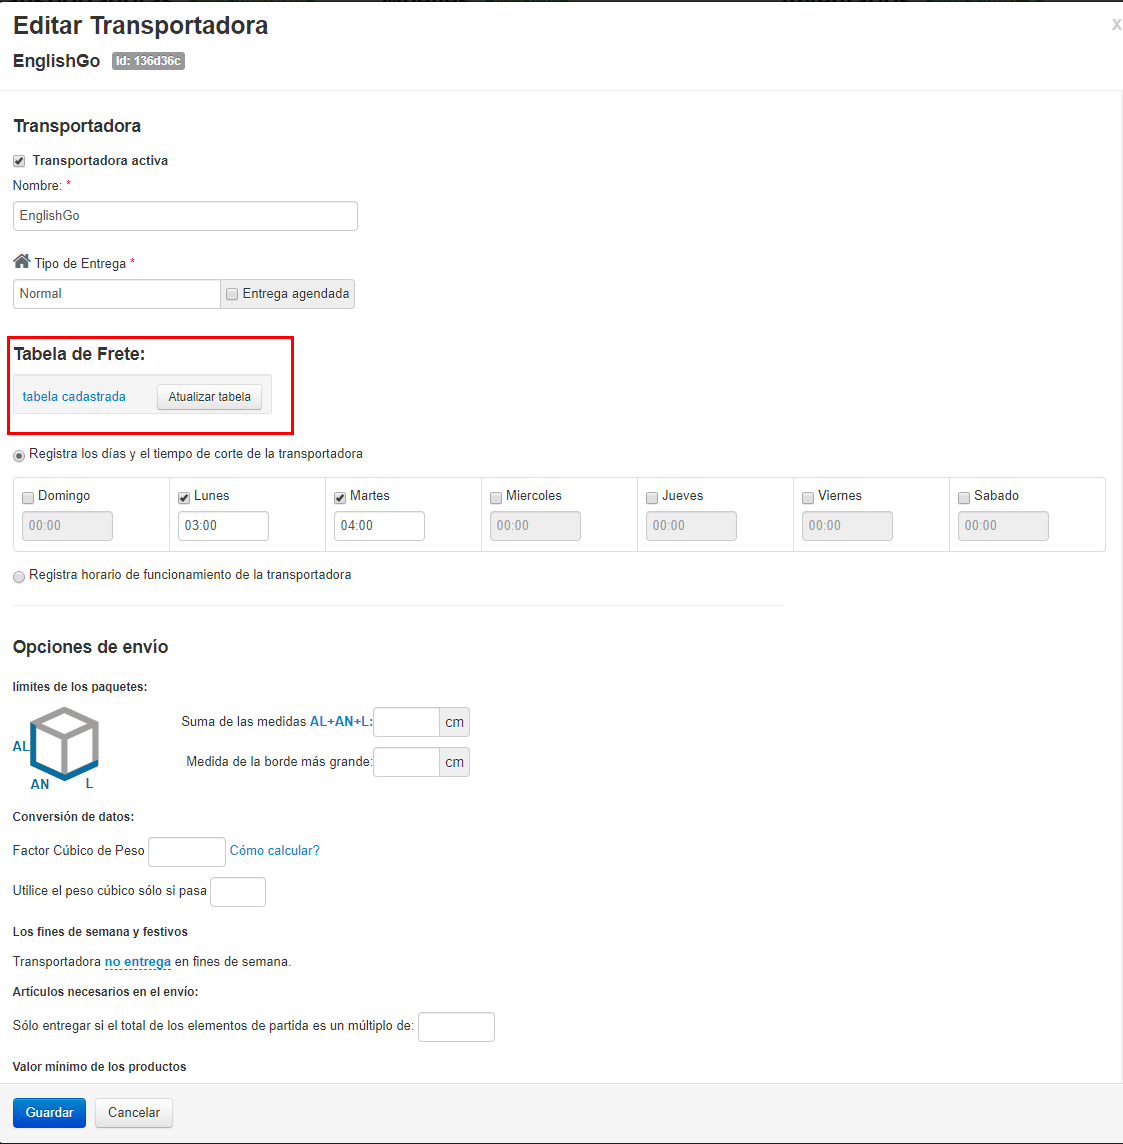 Editar Transportadora
x
EnglishGo Id: 136d36c
Transportadora
Transportadora activa
Nombre: *
EnglishGo
Tipo de Entrega *
Normal Entrega agendada
Tabela de Frete:
tabela cadastrada Atualizar tabela
Registra los días y el tiempo de corte de la transportadora
Domingo Lunes Martes Miercoles Jueves Viernes Sabado
00:00 03:00 04:00 00:00 00:00 00:00 00:00
Registra horario de funcionamiento de la transportadora
Opciones de envío
límites de los paquetes:
Suma de las medidas AL+AN+L: cm
AL
Medida de la borde más grande: cm
AN L
Conversión de datos:
Factor Cúbico de Peso Cómo calcular?
Utilice el peso cúbico sólo si pasa
Los fines de semana y festivos
Transportadora no entrega en fines de semana.
Artículos necesarios en el envío:
Sólo entregar si el total de los elementos de partida es un múltiplo de:
Valor mínimo de los productos
Guardar Cancelar